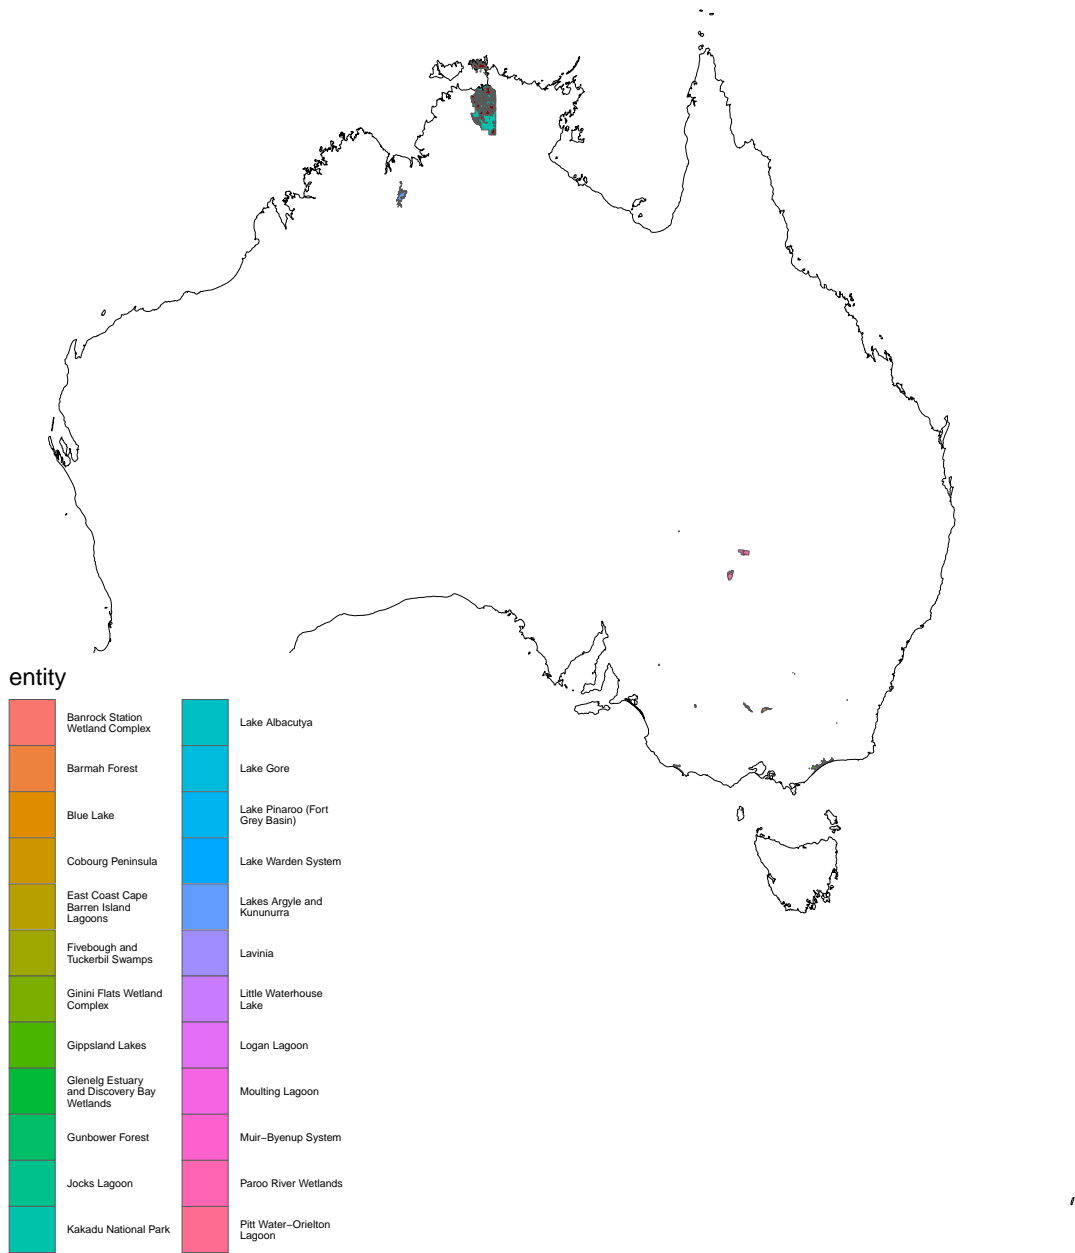 entity
Banrock Station
Wetland Complex
Barmah Forest
Blue Lake
Cobourg Peninsula
East Coast Cape
Barren Island
Lagoons
Fivebough and
Tuckerbil Swamps
Ginini Flats Wetland
Complex
Gippsland Lakes
Glenelg Estuary
and Discovery Bay
Wetlands
Gunbower Forest
Jocks Lagoon
Kakadu National Park
Lake Albacutya
Lake Gore
Lake Pinaroo (Fort
Grey Basin)
Lake Warden System
Lakes Argyle and
Kununurra
Lavinia
Little Waterhouse
Lake
Logan Lagoon
Moulting Lagoon
Muir−Byenup System
Paroo River Wetlands
Pitt Water−Orielton
Lagoon